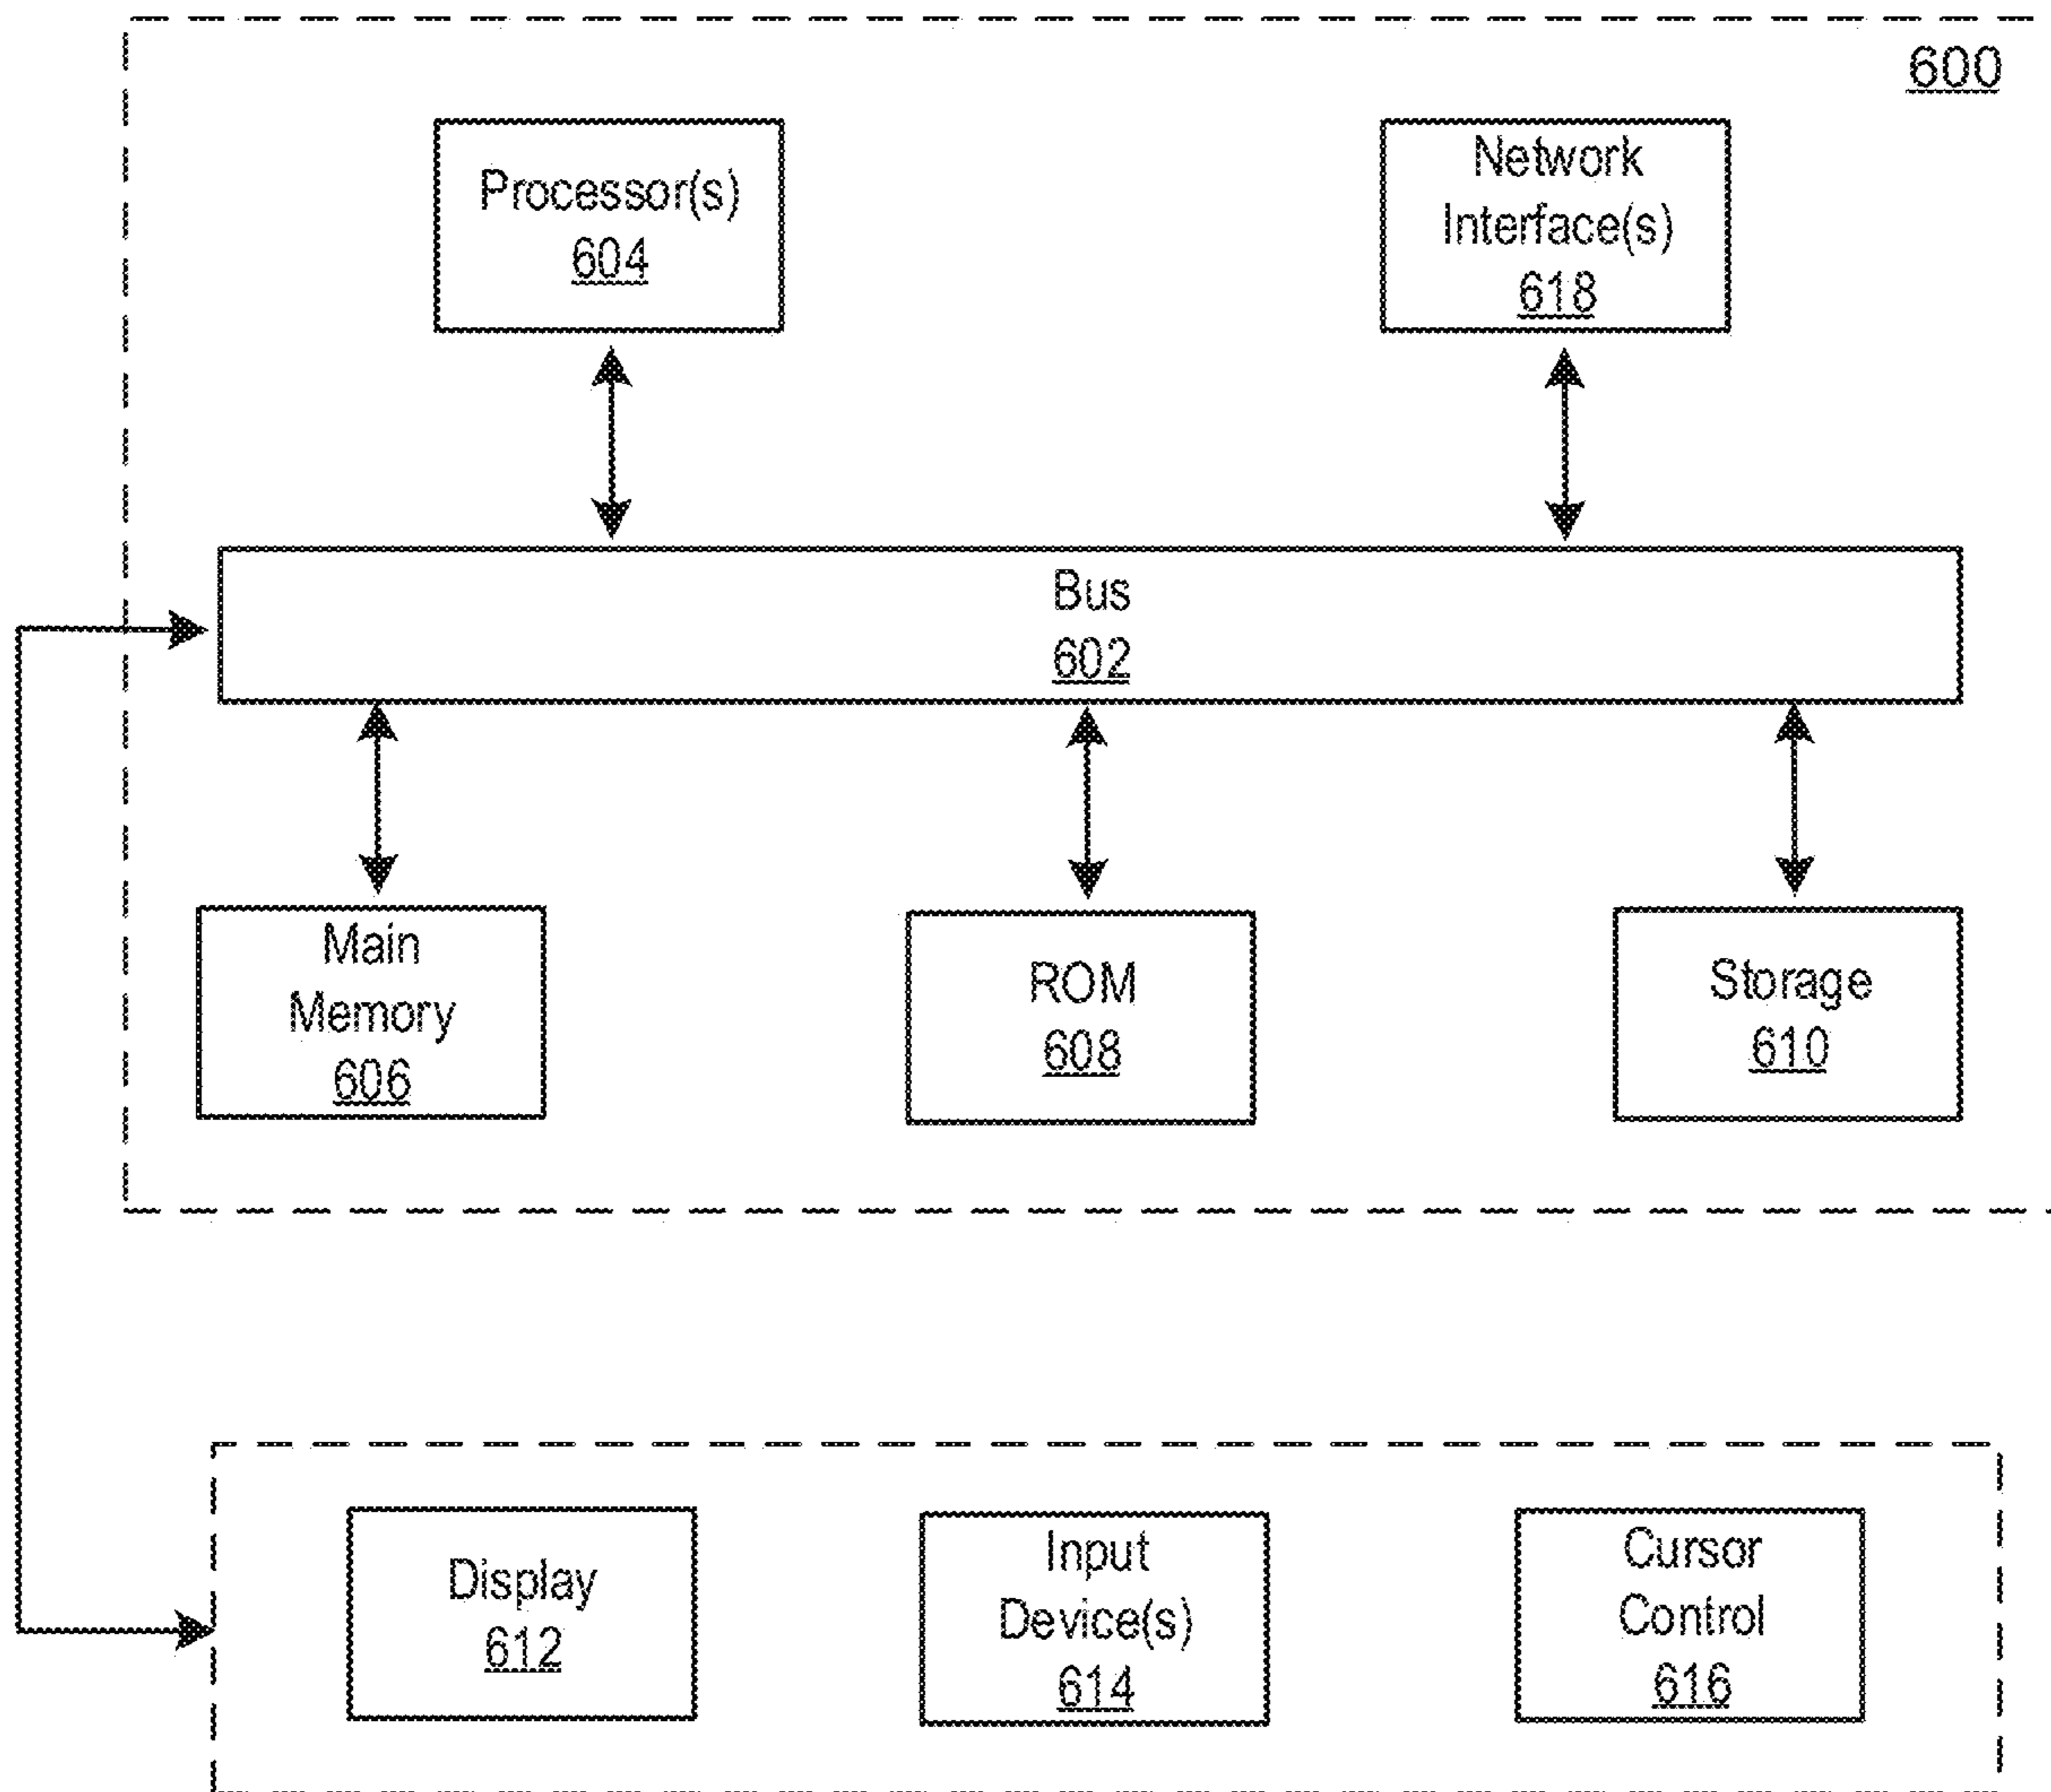 600
Processor(s)
604
Network
Interface(s)
618
Bus
602
Main
Memory
606
ROM
608
Storage
610
Display
612
Input
Device(s)
614
Cursor
Control
616